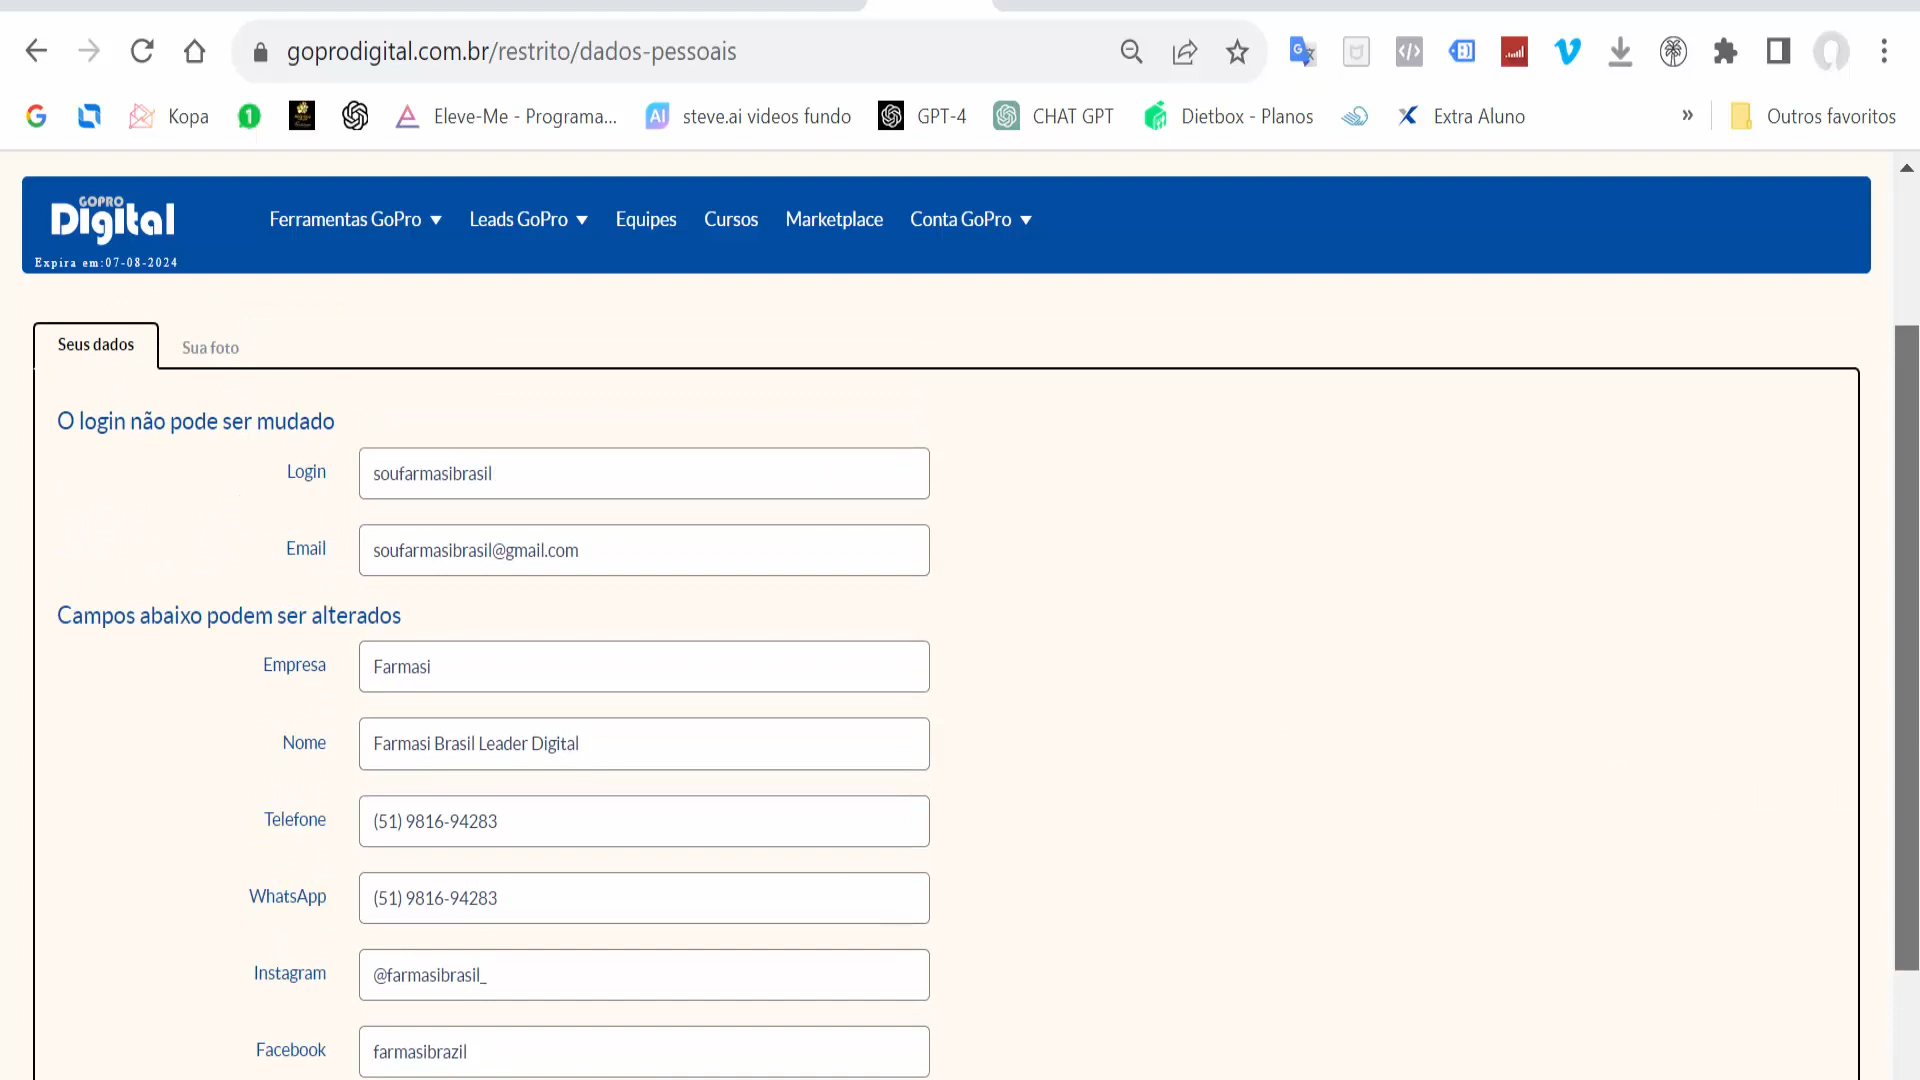 goprodigital.com.br/restrito/dados-pessoais
Kopa
1
Eleve-Me - Programa...
AI
steve.ai videos fundo
GPT-4
CHAT GPT
Dietbox - Planos
Extra Aluno
»
Outros favoritos
GOPRO
Digital
Expira em:07-08-2024
Ferramentas GoPro ▼
Leads GoPro ▼
Equipes
Cursos
Marketplace
Conta GoPro ▼
Seus dados
Sua foto
O login não pode ser mudado
Login
soufarmasibrasil
Email
soufarmasibrasil@gmail.com
Campos abaixo podem ser alterados
Empresa
Farmasi
Nome
Farmasi Brasil Leader Digital
Telefone
(51) 9816-94283
WhatsApp
(51) 9816-94283
Instagram
@farmasibrasil_
Facebook
farmasibrazil